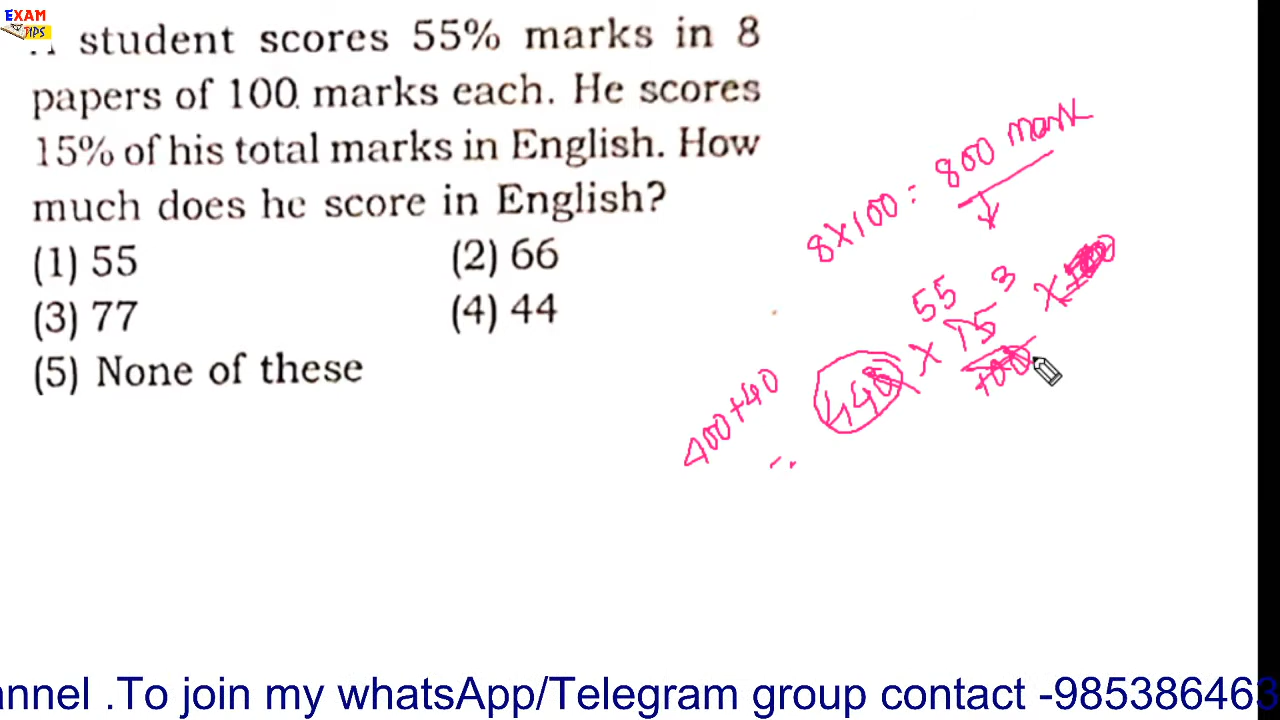 EXAM
TIPS
A student scores 55% marks in 8
papers of 100 marks each. He scores
15% of his total marks in English. How
much does he score in English?
(1) 55 (2) 66
(3) 77 (4) 44
(5) None of these
8x100 = 800 mark
55 3
400+40 440 x 15 x
100
annel .To join my whatsApp/Telegram group contact -985386463